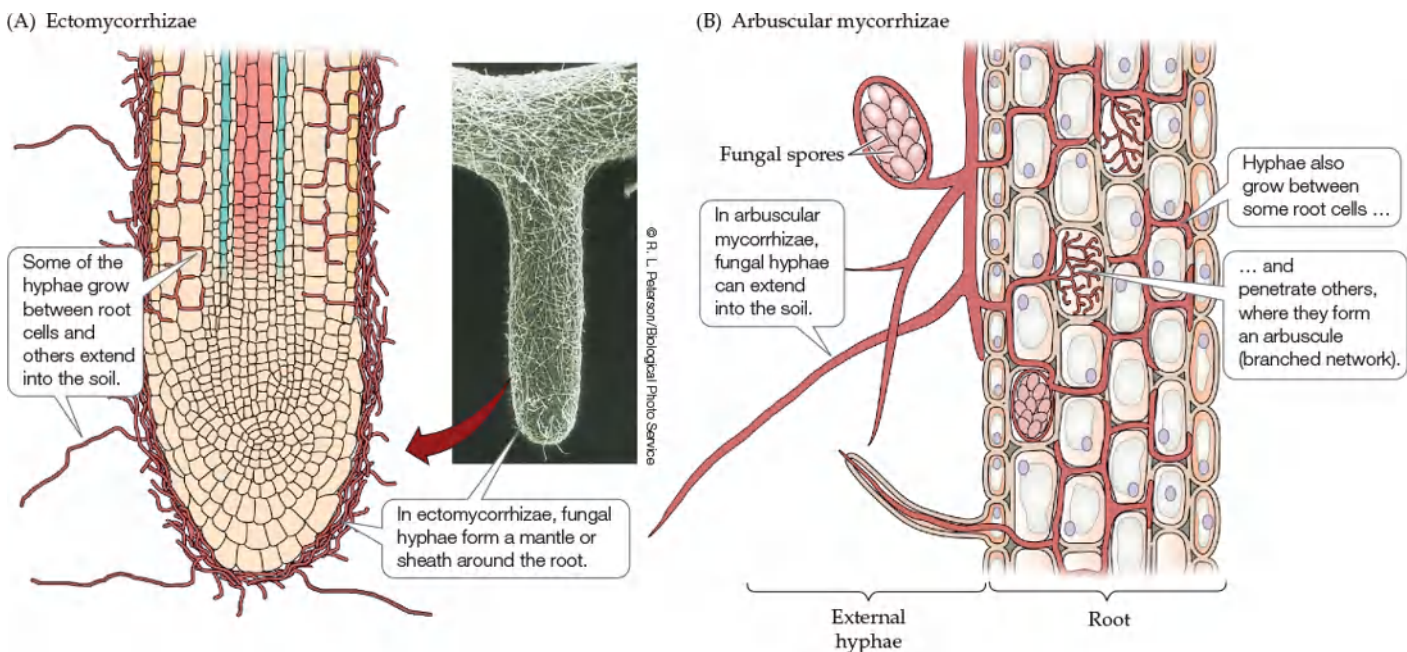 (A) Ectomycorrhizae
Some of the
hyphae grow
between root
cells and
others extend
into the soil.
© R. L. Peterson/Biological Photo Service
In ectomycorrhizae, fungal
hyphae form a mantle or
sheath around the root.
(B) Arbuscular mycorrhizae
Fungal spores
In arbuscular
mycorrhizae,
fungal hyphae
can extend
into the soil.
Hyphae also
grow between
some root cells ...
... and
penetrate others,
where they form
an arbuscule
(branched network).
External
hyphae
Root